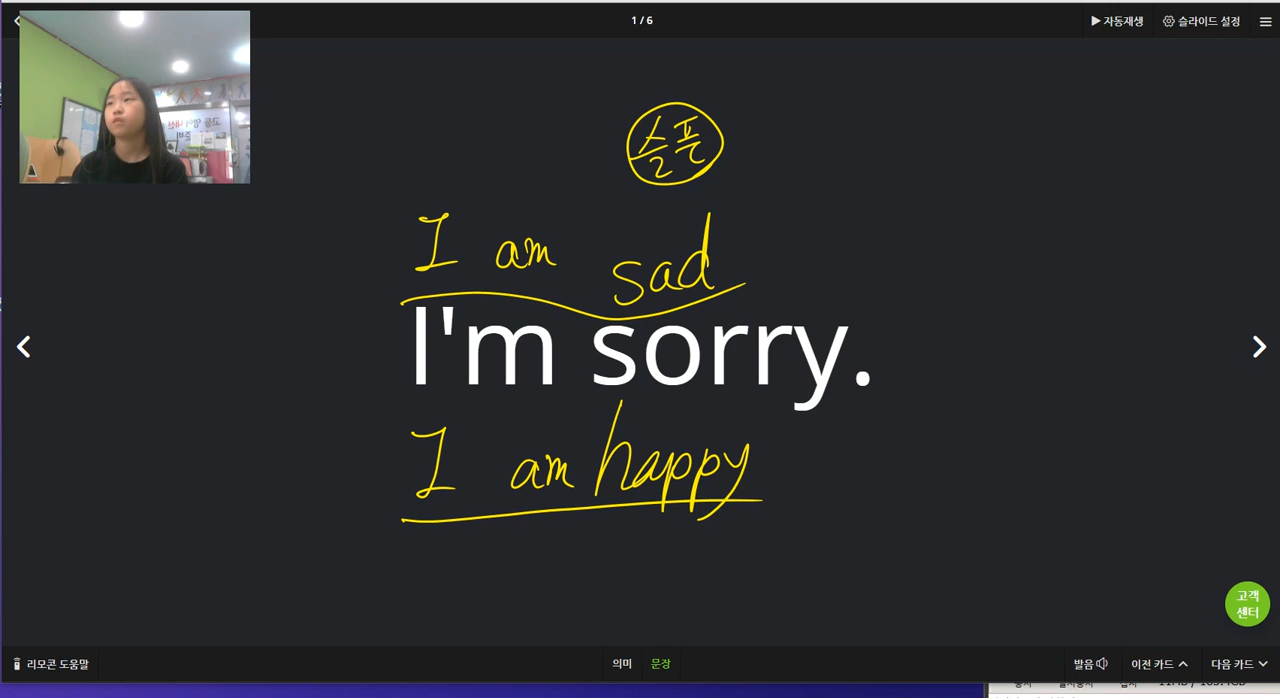 1 / 6
▶ 자동재생
슬라이드 설정
슬픔
I am sad
I'm sorry.
I am happy
고객
센터
리모콘 도움말
의미
문장
발음
이전 카드
다음 카드